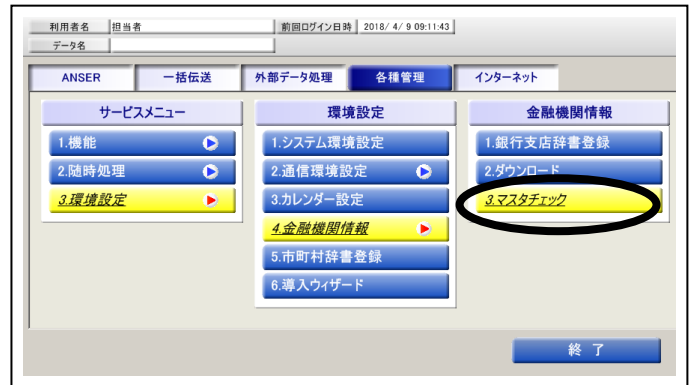 利用者名 担当者 前回ログイン日時 2018/ 4/ 9 09:11:43
データ名
ANSER 一括伝送 外部データ処理 各種管理 インターネット
サービスメニュー
1.機能
2.随時処理
3.環境設定
環境設定
1.システム環境設定
2.通信環境設定
3.カレンダー設定
4.金融機関情報
5.市町村辞書登録
6.導入ウィザード
金融機関情報
1.銀行支店辞書登録
2.ダウンロード
3.マスタチェック
終 了